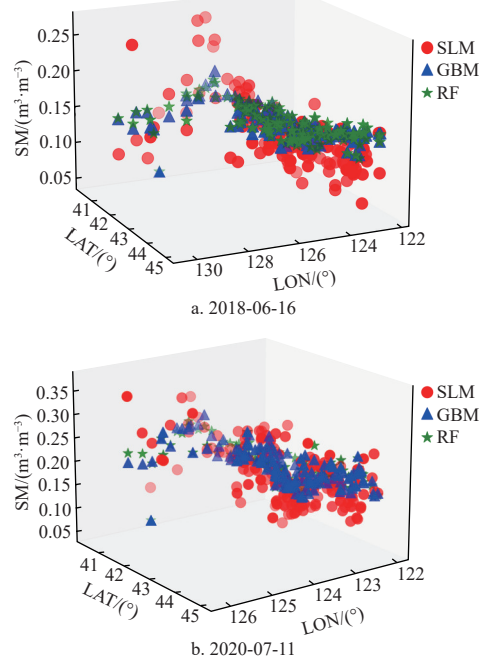 0.25
0.20
0.15
0.10
0.05
SM/(m³·m⁻³)
SLM
GBM
RF
41
42
43
44
45
LAT/(°)
130
128
126
124
122
LON/(°)
a. 2018-06-16
0.35
0.30
0.25
0.20
0.15
0.10
0.05
SM/(m³·m⁻³)
SLM
GBM
RF
41
42
43
44
45
LAT/(°)
126
125
124
123
122
LON/(°)
b. 2020-07-11